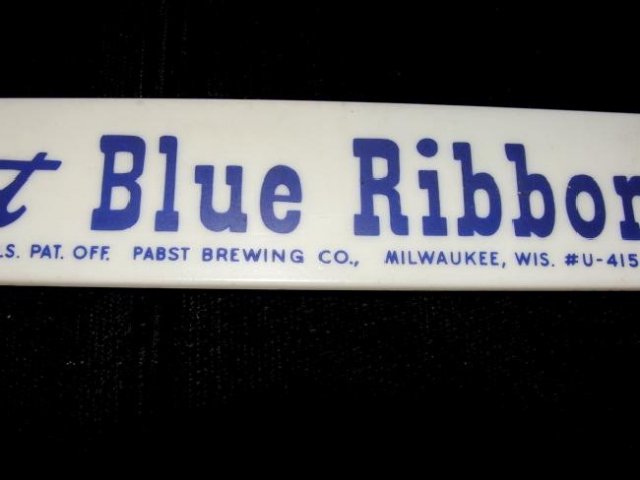 t Blue Ribbon
.S. PAT. OFF. PABST BREWING CO., MILWAUKEE, WIS. #U-415